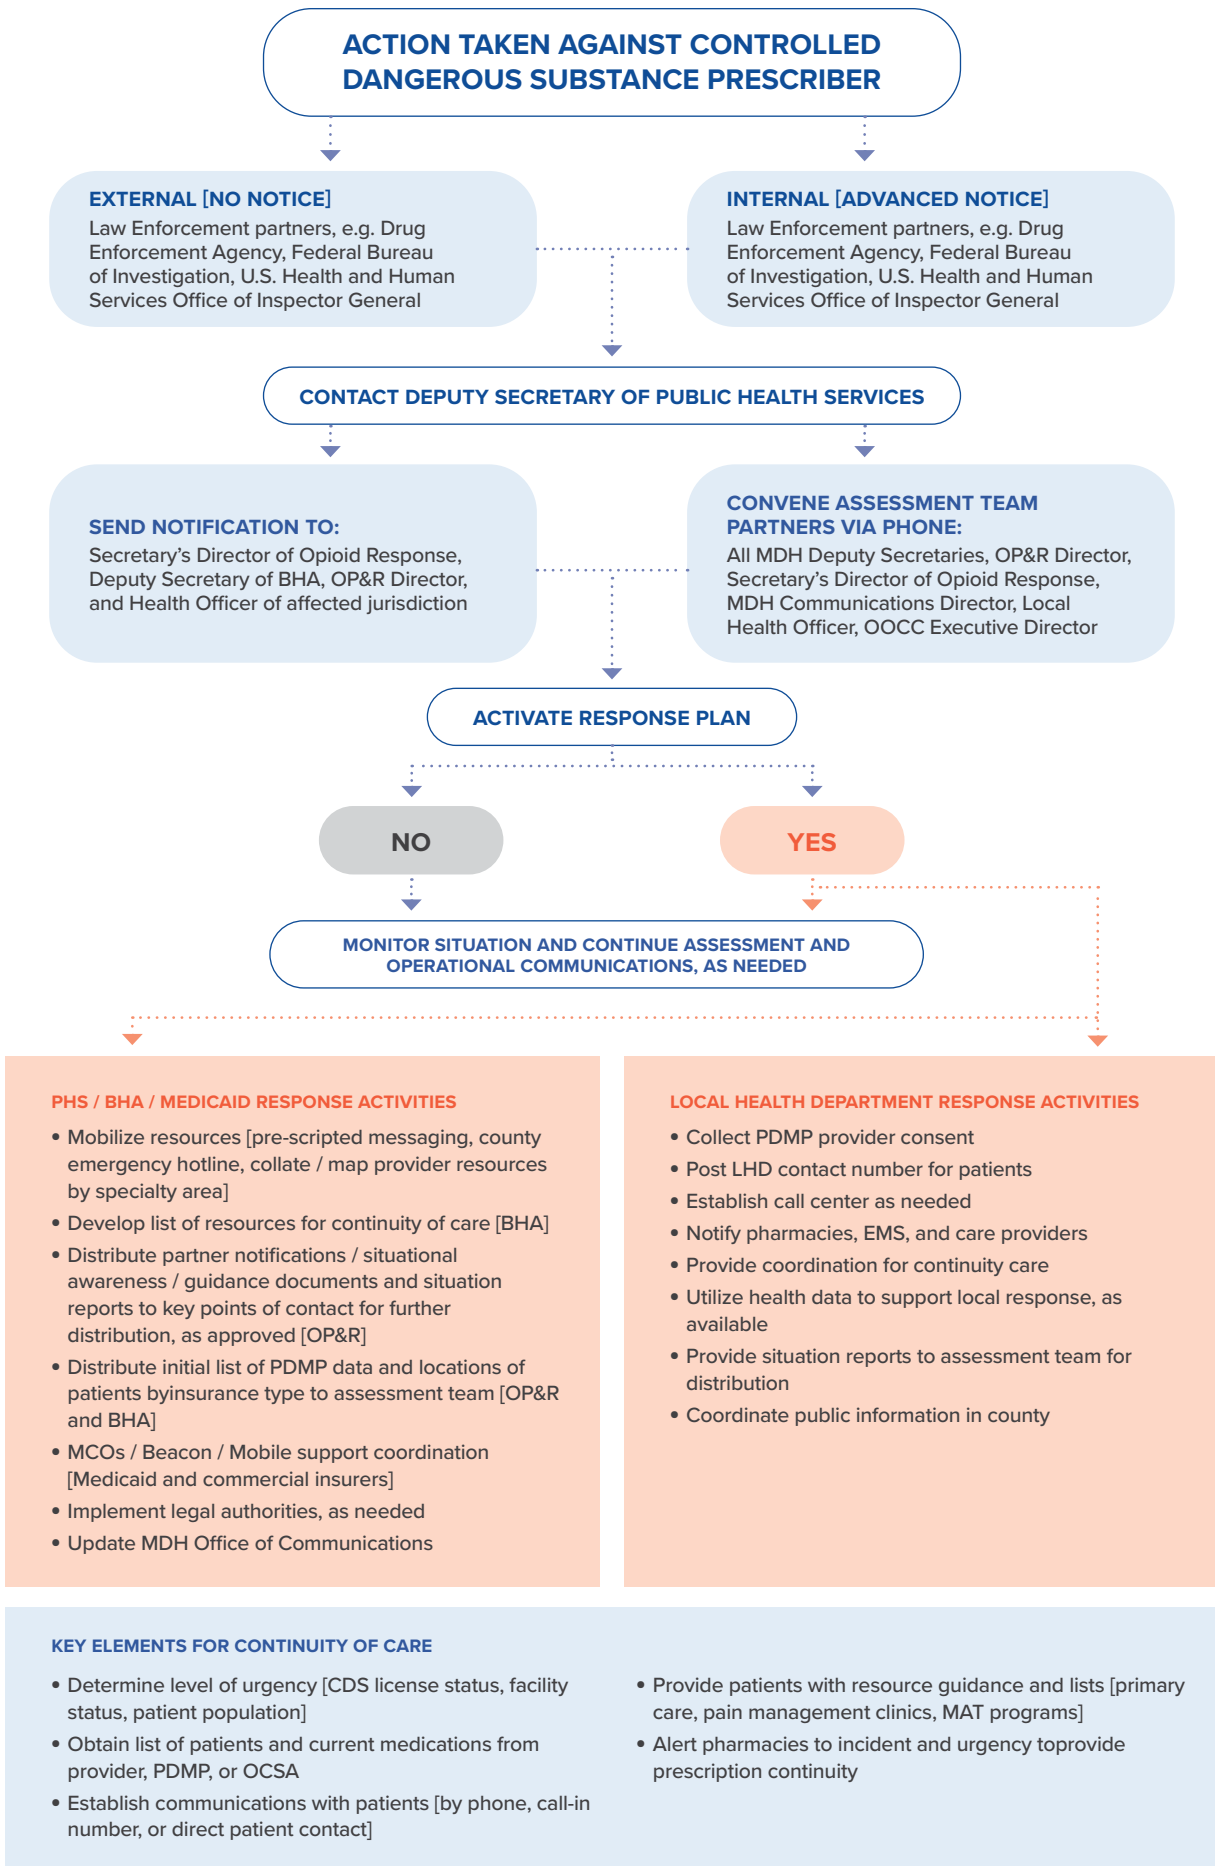 ACTION TAKEN AGAINST CONTROLLED
DANGEROUS SUBSTANCE PRESCRIBER
EXTERNAL [NO NOTICE]
Law Enforcement partners, e.g. Drug
Enforcement Agency, Federal Bureau
of Investigation, U.S. Health and Human
Services Office of Inspector General
INTERNAL [ADVANCED NOTICE]
Law Enforcement partners, e.g. Drug
Enforcement Agency, Federal Bureau
of Investigation, U.S. Health and Human
Services Office of Inspector General
CONTACT DEPUTY SECRETARY OF PUBLIC HEALTH SERVICES
SEND NOTIFICATION TO:
Secretary’s Director of Opioid Response,
Deputy Secretary of BHA, OP&R Director,
and Health Officer of affected jurisdiction
CONVENE ASSESSMENT TEAM
PARTNERS VIA PHONE:
All MDH Deputy Secretaries, OP&R Director,
Secretary’s Director of Opioid Response,
MDH Communications Director, Local
Health Officer, OOCC Executive Director
ACTIVATE RESPONSE PLAN
NO
YES
MONITOR SITUATION AND CONTINUE ASSESSMENT AND
OPERATIONAL COMMUNICATIONS, AS NEEDED
PHS / BHA / MEDICAID RESPONSE ACTIVITIES
• Mobilize resources [pre-scripted messaging, county
emergency hotline, collate / map provider resources
by specialty area]
• Develop list of resources for continuity of care [BHA]
• Distribute partner notifications / situational
awareness / guidance documents and situation
reports to key points of contact for further
distribution, as approved [OP&R]
• Distribute initial list of PDMP data and locations of
patients byinsurance type to assessment team [OP&R
and BHA]
• MCOs / Beacon / Mobile support coordination
[Medicaid and commercial insurers]
• Implement legal authorities, as needed
• Update MDH Office of Communications
LOCAL HEALTH DEPARTMENT RESPONSE ACTIVITIES
• Collect PDMP provider consent
• Post LHD contact number for patients
• Establish call center as needed
• Notify pharmacies, EMS, and care providers
• Provide coordination for continuity care
• Utilize health data to support local response, as
available
• Provide situation reports to assessment team for
distribution
• Coordinate public information in county
KEY ELEMENTS FOR CONTINUITY OF CARE
• Determine level of urgency [CDS license status, facility
status, patient population]
• Obtain list of patients and current medications from
provider, PDMP, or OCSA
• Establish communications with patients [by phone, call-in
number, or direct patient contact]
• Provide patients with resource guidance and lists [primary
care, pain management clinics, MAT programs]
• Alert pharmacies to incident and urgency toprovide
prescription continuity